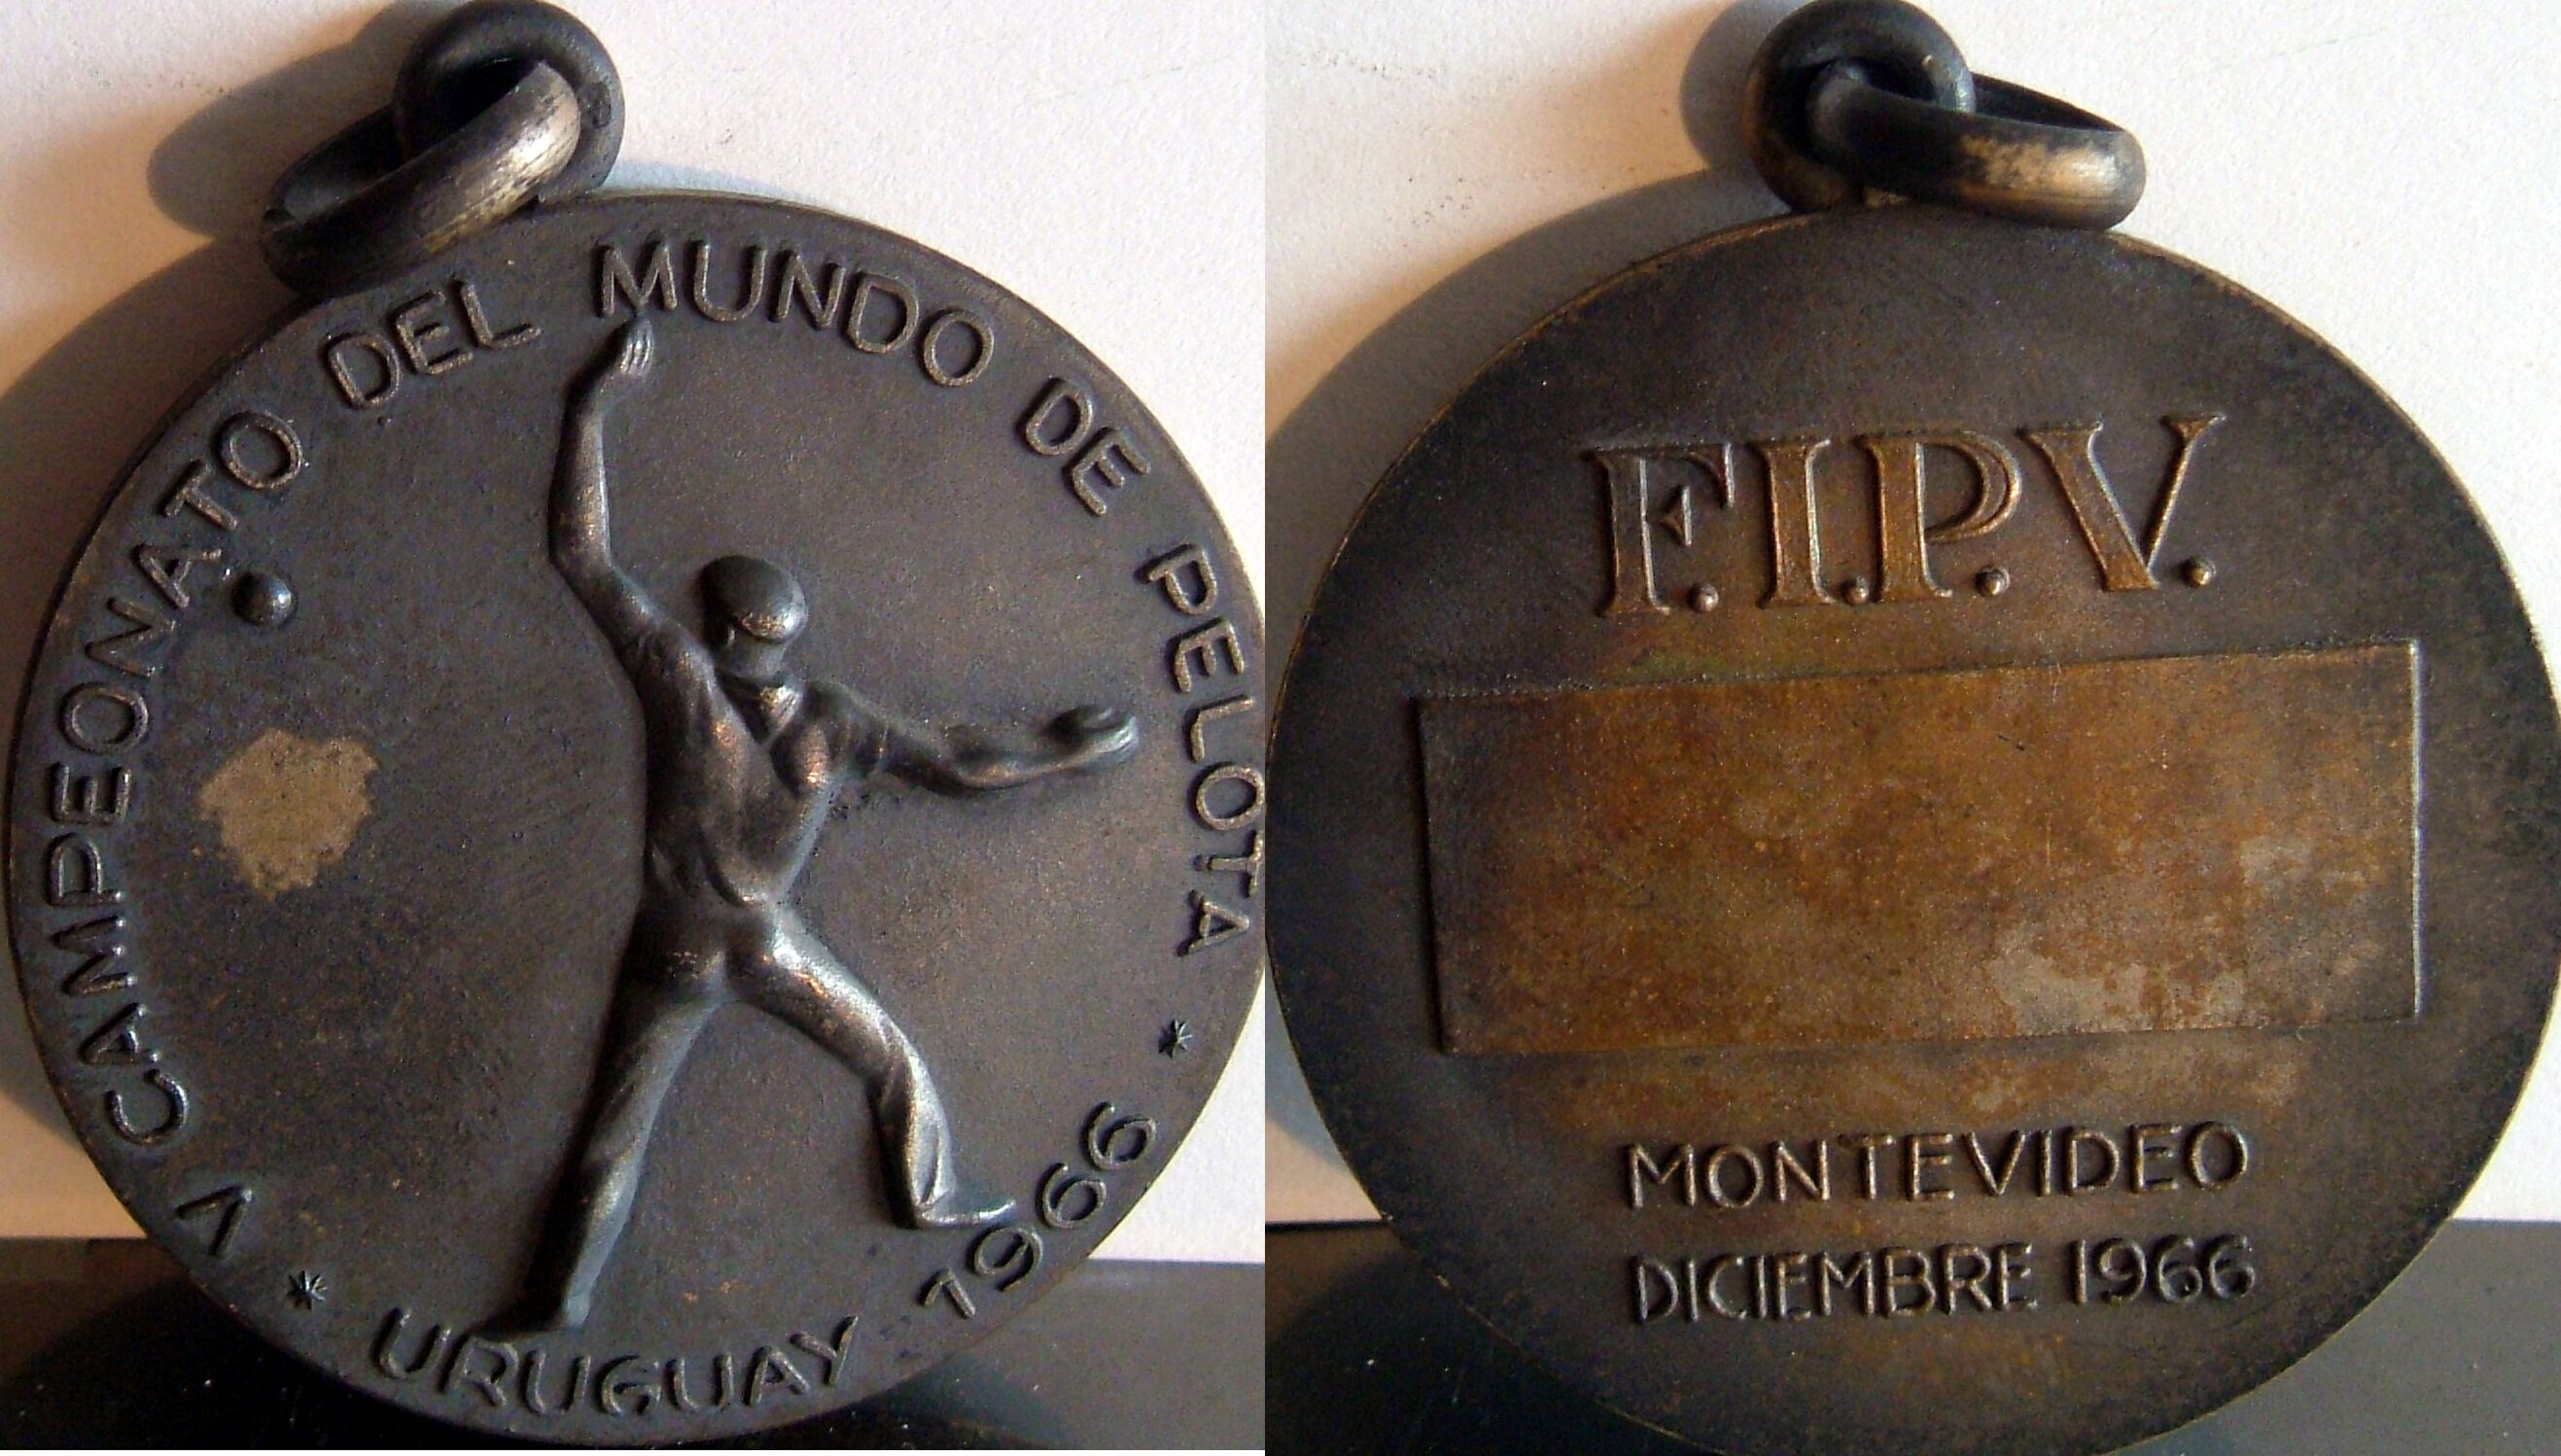 V CAMPEONATO DEL MUNDO DE PELOTA
* URUGUAY 1966 *
F.I.P.V.
MONTEVIDEO
DICIEMBRE 1966